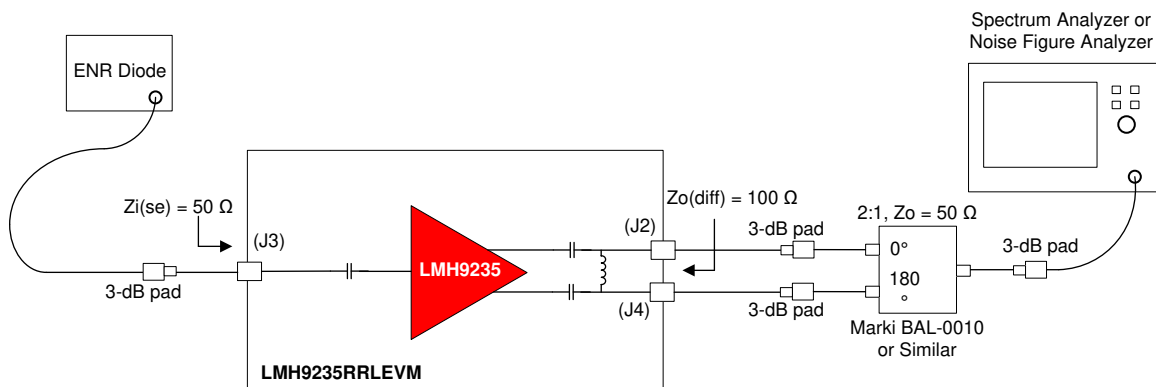 Spectrum Analyzer or
Noise Figure Analyzer
ENR Diode
Zi(se) = 50 Ω
(J3)
3-dB pad
LMH9235
(J2)
(J4)
Zo(diff) = 100 Ω
3-dB pad
3-dB pad
2:1, Zo = 50 Ω
0°
180
°
3-dB pad
Marki BAL-0010
or Similar
LMH9235RRLEVM